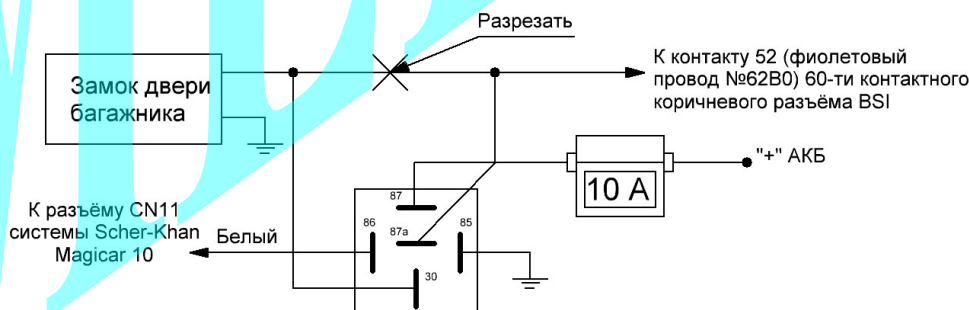 Разрезать
К контакту 52 (фиолетовый
провод №62В0) 60-ти контактного
коричневого разъёма BSI
Замок двери
багажника
"+" АКБ
10 А
87
86
87а
85
30
К разъёму CN11
системы Scher-Khan
Magicar 10
Белый